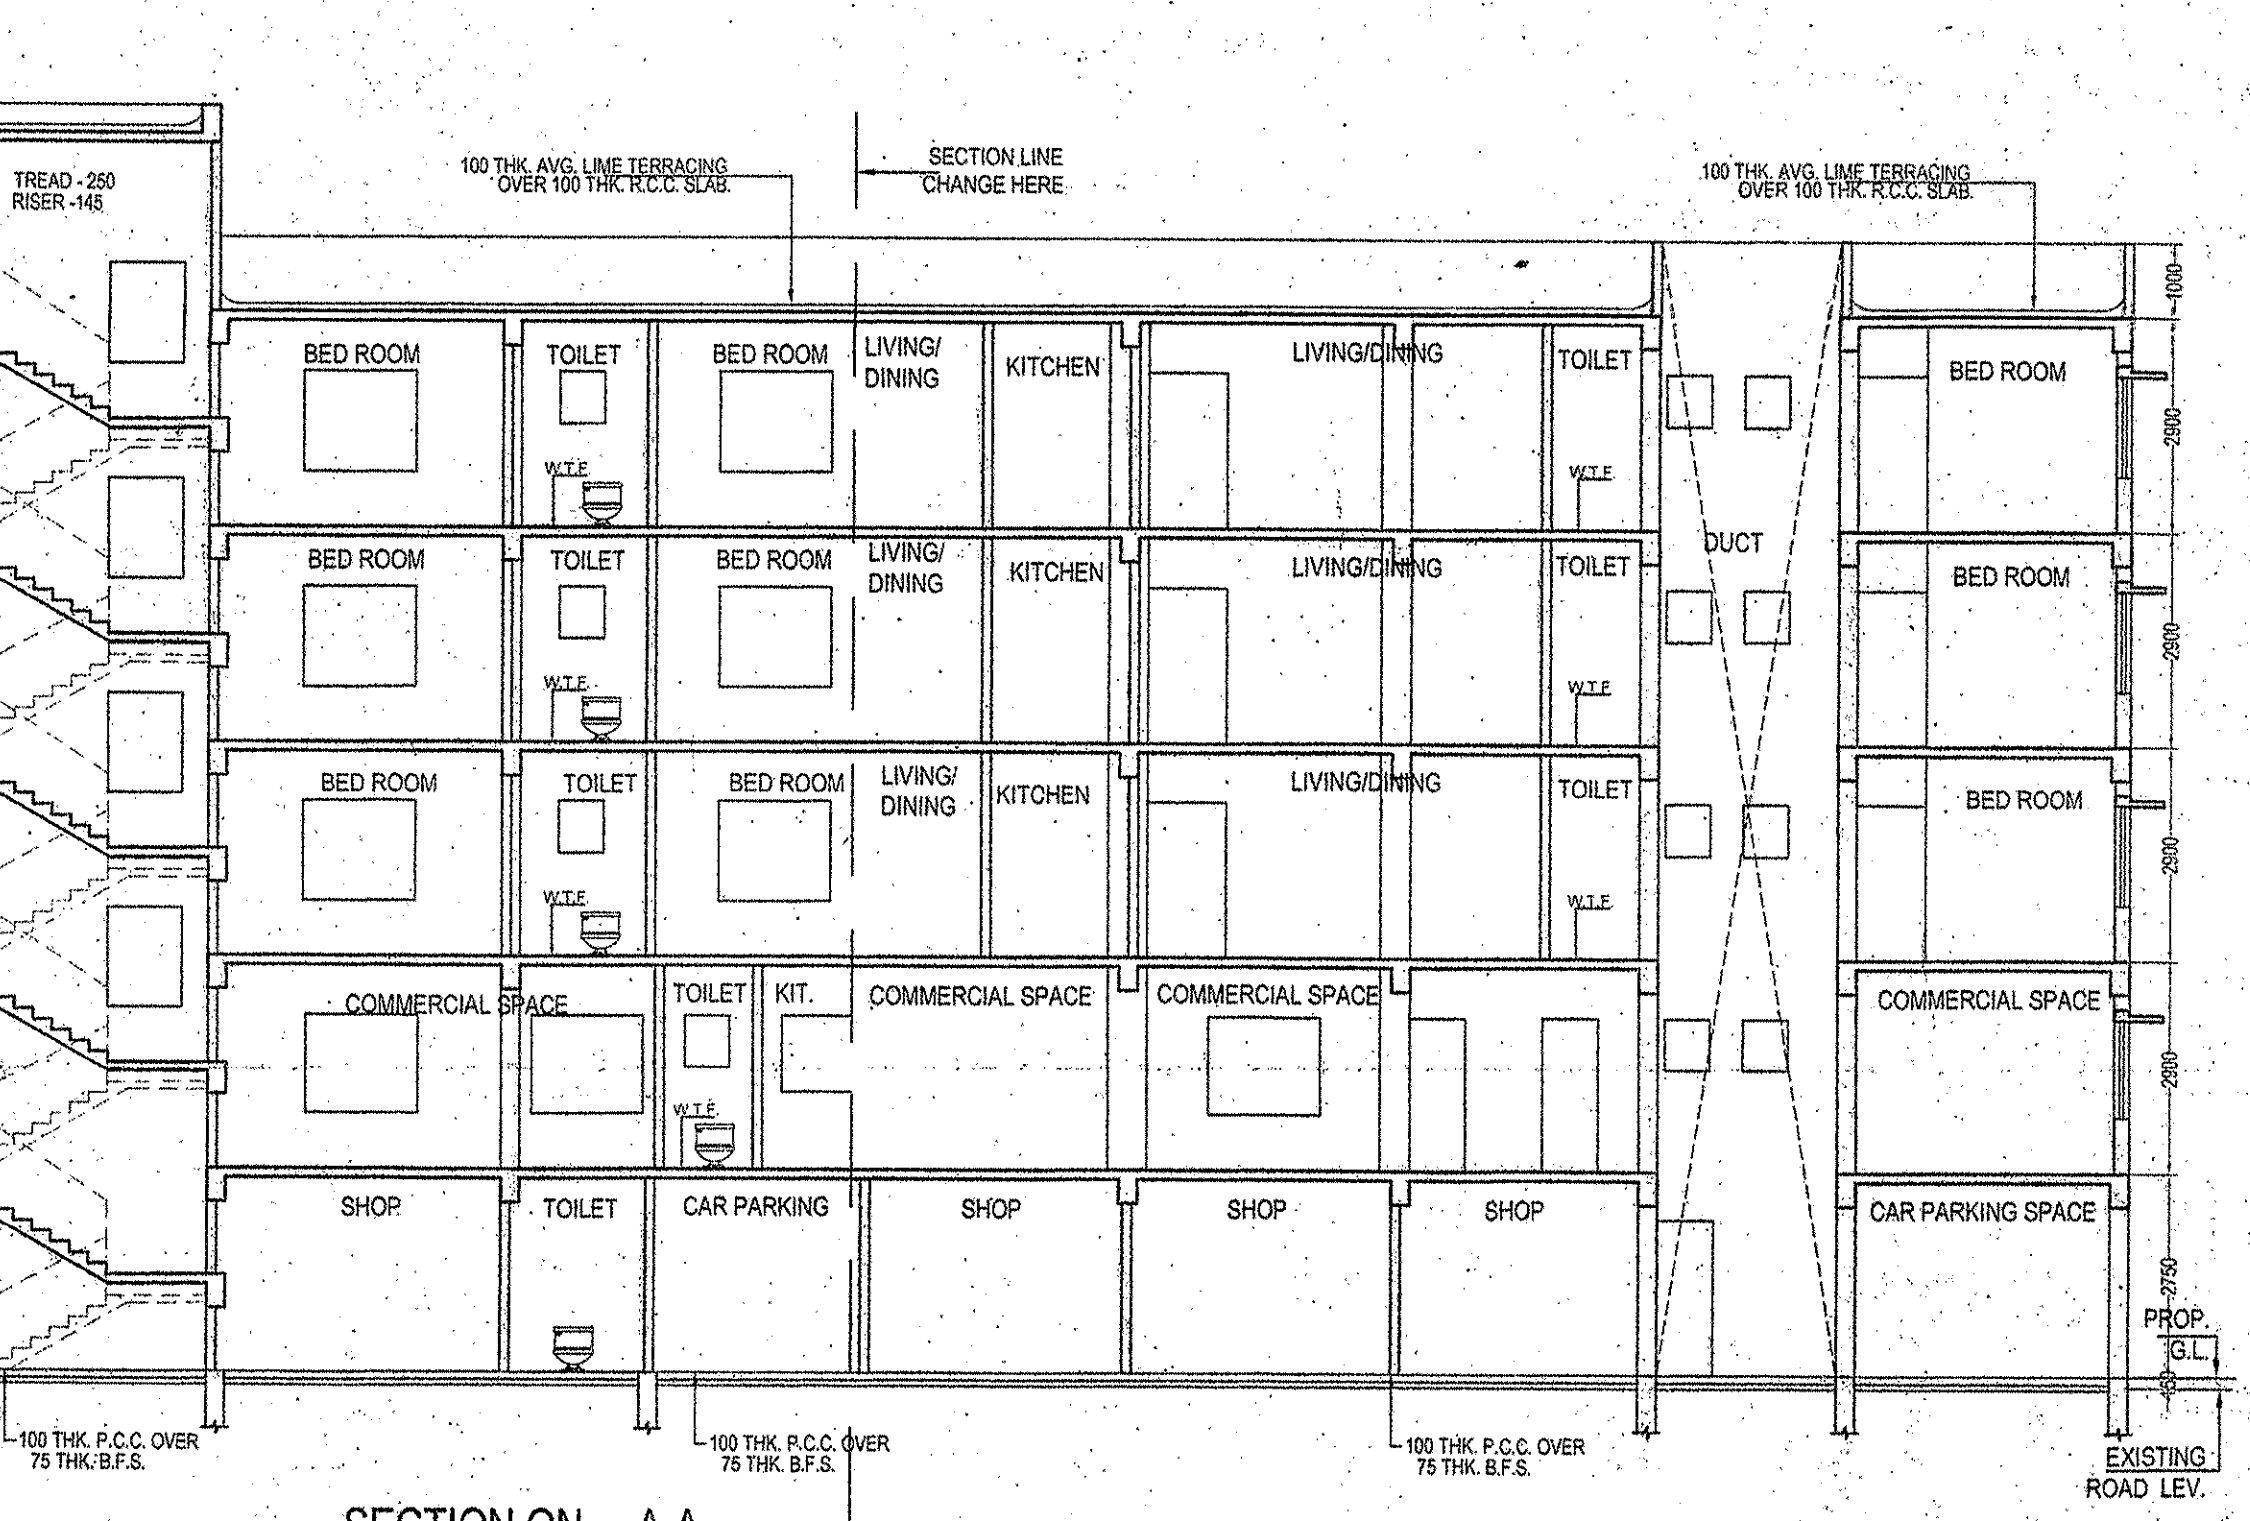 TREAD - 250
RISER -145
100 THK. AVG. LIME TERRACING
OVER 100 THK. R.C.C. SLAB.
SECTION LINE
CHANGE HERE
100 THK. AVG. LIME TERRACING
OVER 100 THK. R.C.C. SLAB.
1000
BED ROOM
TOILET
BED ROOM
LIVING/
DINING
KITCHEN
LIVING/DINING
TOILET
BED ROOM
W.T.F.
W.T.F.
2900
DUCT
BED ROOM
TOILET
BED ROOM
LIVING/
DINING
KITCHEN
LIVING/DINING
TOILET
BED ROOM
W.T.F.
W.T.F.
2900
BED ROOM
TOILET
BED ROOM
LIVING/
DINING
KITCHEN
LIVING/DINING
TOILET
BED ROOM
W.T.F.
W.T.F.
2900
COMMERCIAL SPACE
TOILET
KIT.
COMMERCIAL SPACE
COMMERCIAL SPACE
COMMERCIAL SPACE
W.T.F.
2900
SHOP
TOILET
CAR PARKING
SHOP
SHOP
SHOP
CAR PARKING SPACE
2750
PROP.
G.L.
100 THK. P.C.C. OVER
75 THK. B.F.S.
100 THK. P.C.C. OVER
75 THK. B.F.S.
100 THK. P.C.C. OVER
75 THK. B.F.S.
EXISTING
ROAD LEV.
SECTION ON A-A